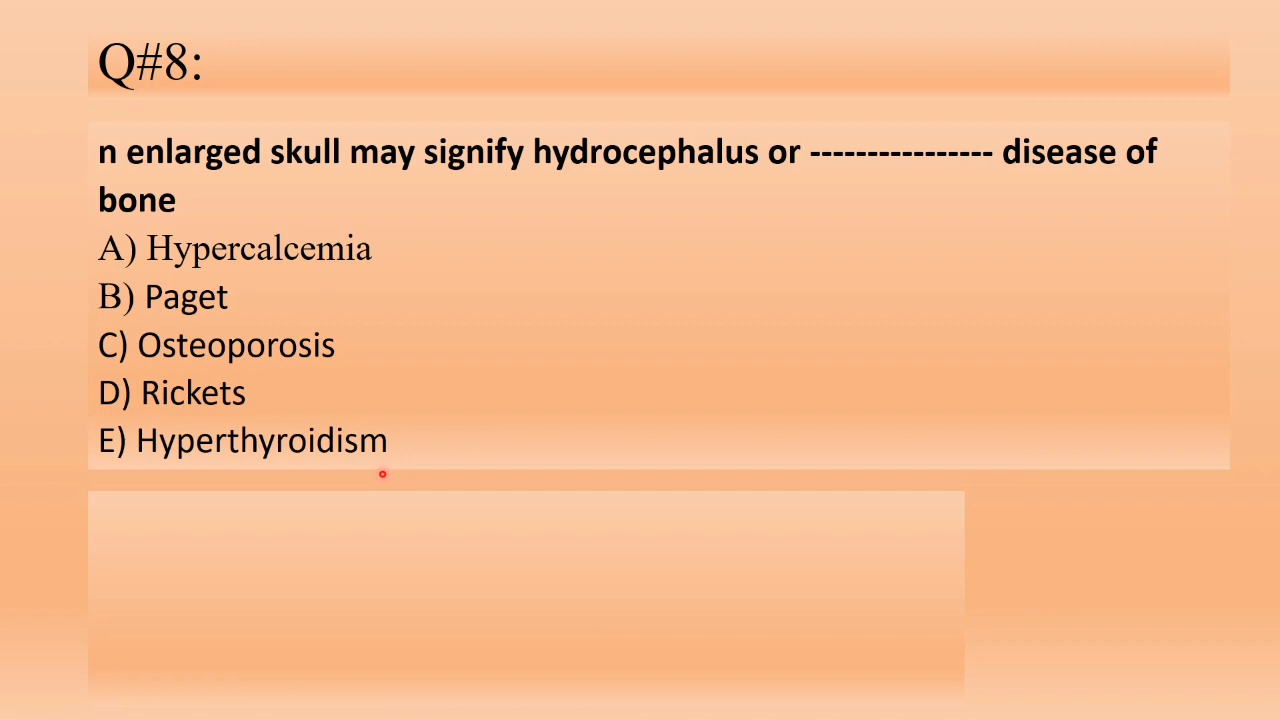 Q#8:
n enlarged skull may signify hydrocephalus or ---------------- disease of
bone
A) Hypercalcemia
B) Paget
C) Osteoporosis
D) Rickets
E) Hyperthyroidism